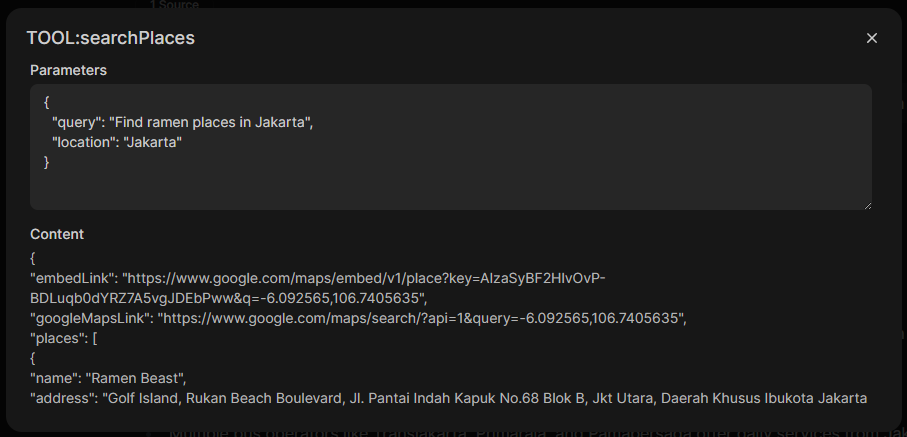 1 Source
TOOL:searchPlaces
Parameters
{
"query": "Find ramen places in Jakarta",
"location": "Jakarta"
}
Content
{
"embedLink": "https://www.google.com/maps/embed/v1/place?key=AIzaSyBF2HIvOvP-
BDLuqb0dYRZ7A5vgJDEbPww&q=-6.092565,106.7405635",
"googleMapsLink": "https://www.google.com/maps/search/?api=1&query=-6.092565,106.7405635",
"places": [
{
"name": "Ramen Beast",
"address": "Golf Island, Rukan Beach Boulevard, Jl. Pantai Indah Kapuk No.68 Blok B, Jkt Utara, Daerah Khusus Ibukota Jakarta